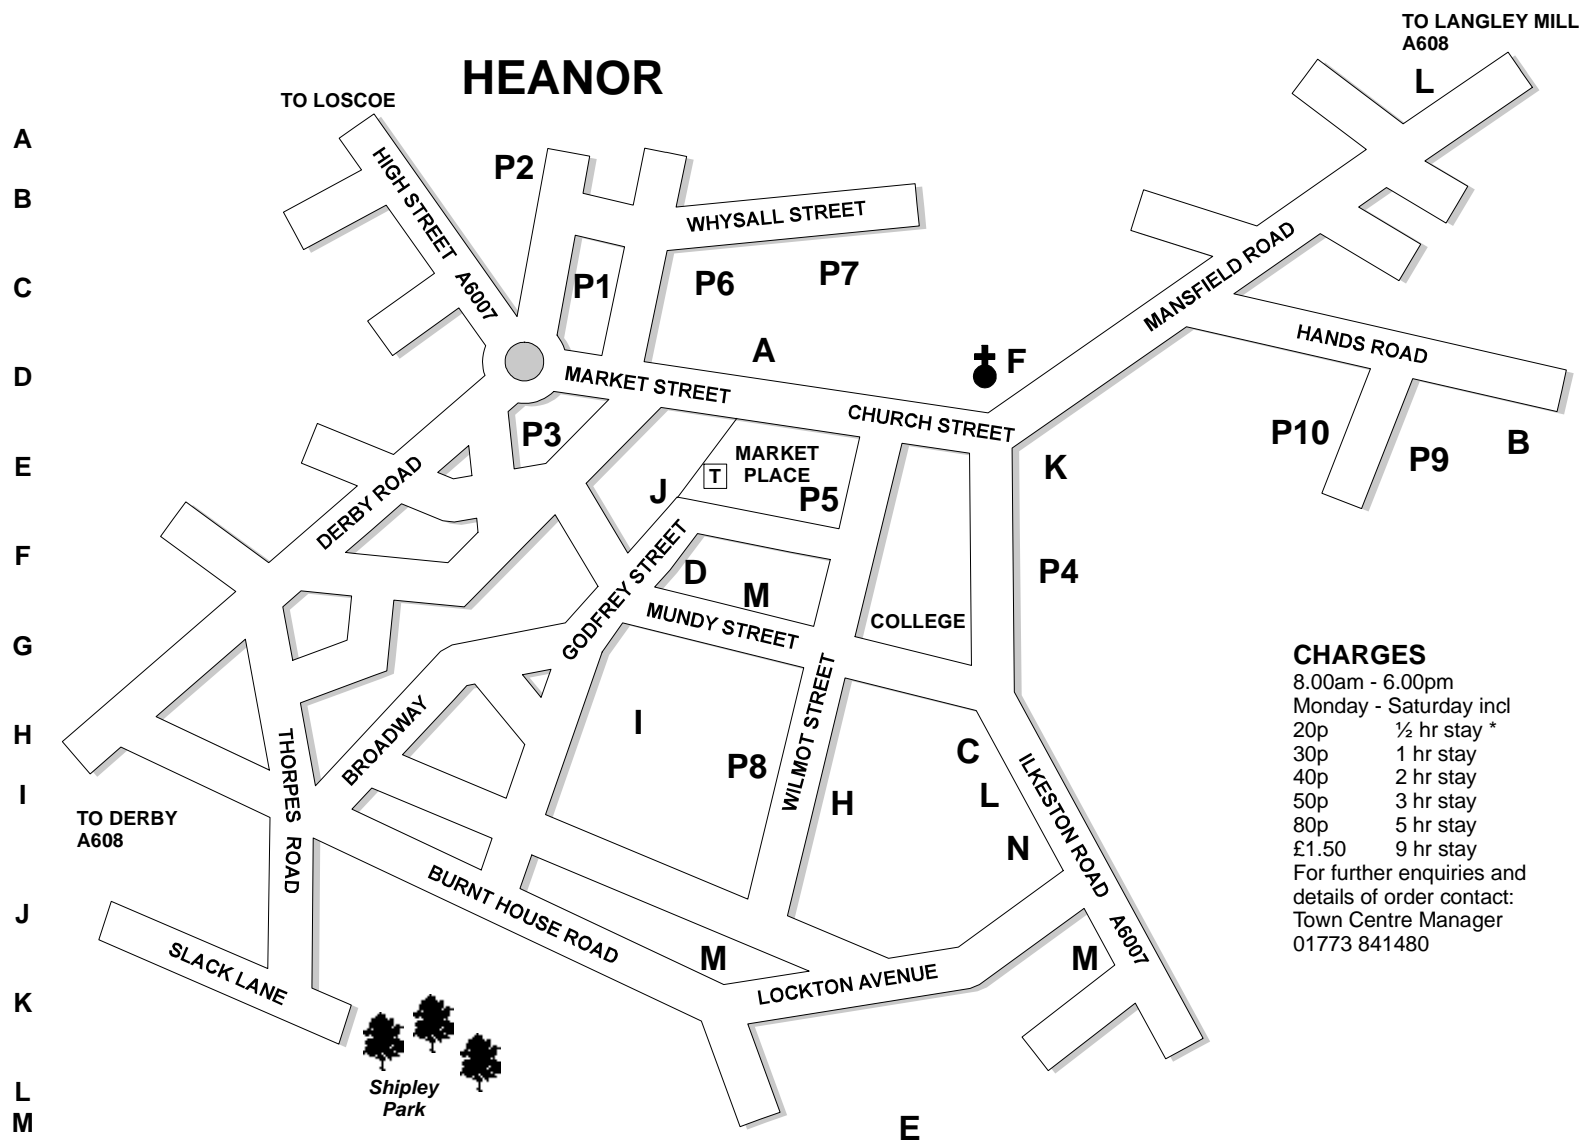 HEANOR
TO LANGLEY MILL
A608
L
TO LOSCOE
A
B
C
D
E
F
G
H
I
J
K
L
M
HIGH STREET A6007
P2
WHYSALL STREET
P1
P6
P7
A
F
MANSFIELD ROAD
HANDS ROAD
MARKET STREET
CHURCH STREET
P3
MARKET
PLACE
T
J
P5
K
P10
P9
B
DERBY ROAD
GODFREY STREET
D
M
P4
MUNDY STREET
COLLEGE
THORPES ROAD
BROADWAY
I
P8
WILMOT STREET
H
C
L
N
ILKESTON ROAD A6007
TO DERBY
A608
BURNT HOUSE ROAD
SLACK LANE
M
LOCKTON AVENUE
M
Shipley
Park
E
CHARGES
8.00am - 6.00pm
Monday - Saturday incl
20p ½ hr stay *
30p 1 hr stay
40p 2 hr stay
50p 3 hr stay
80p 5 hr stay
£1.50 9 hr stay
For further enquiries and
details of order contact:
Town Centre Manager
01773 841480